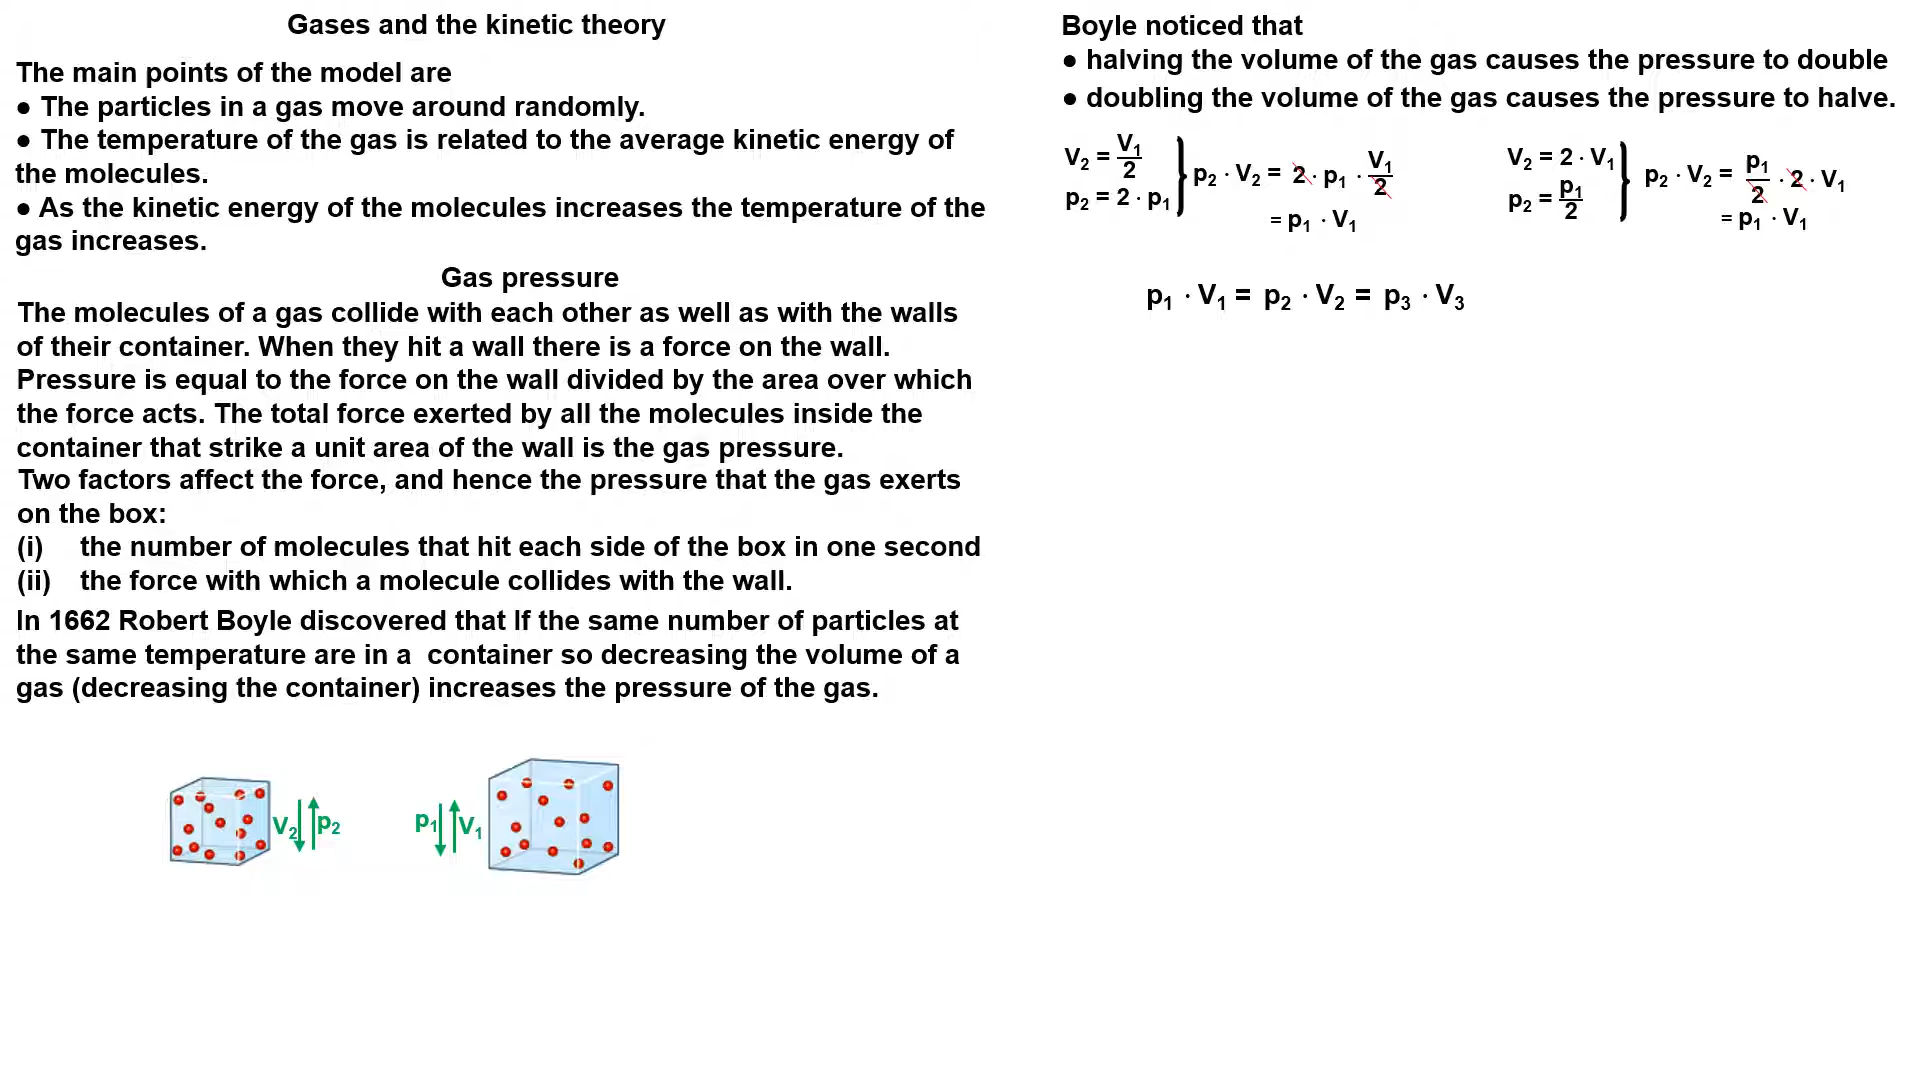 Gases and the kinetic theory
The main points of the model are
● The particles in a gas move around randomly.
● The temperature of the gas is related to the average kinetic energy of
the molecules.
● As the kinetic energy of the molecules increases the temperature of the
gas increases.
Gas pressure
The molecules of a gas collide with each other as well as with the walls
of their container. When they hit a wall there is a force on the wall.
Pressure is equal to the force on the wall divided by the area over which
the force acts. The total force exerted by all the molecules inside the
container that strike a unit area of the wall is the gas pressure.
Two factors affect the force, and hence the pressure that the gas exerts
on the box:
(i) the number of molecules that hit each side of the box in one second
(ii) the force with which a molecule collides with the wall.
In 1662 Robert Boyle discovered that If the same number of particles at
the same temperature are in a container so decreasing the volume of a
gas (decreasing the container) increases the pressure of the gas.
V₂ p₂ p₁ V₁
Boyle noticed that
● halving the volume of the gas causes the pressure to double
● doubling the volume of the gas causes the pressure to halve.
V₂ = V₁/2
p₂ = 2 · p₁
p₂ · V₂ = 2 · p₁ · V₁/2
= p₁ · V₁
V₂ = 2 · V₁
p₂ = p₁/2
p₂ · V₂ = p₁/2 · 2 · V₁
= p₁ · V₁
p₁ · V₁ = p₂ · V₂ = p₃ · V₃